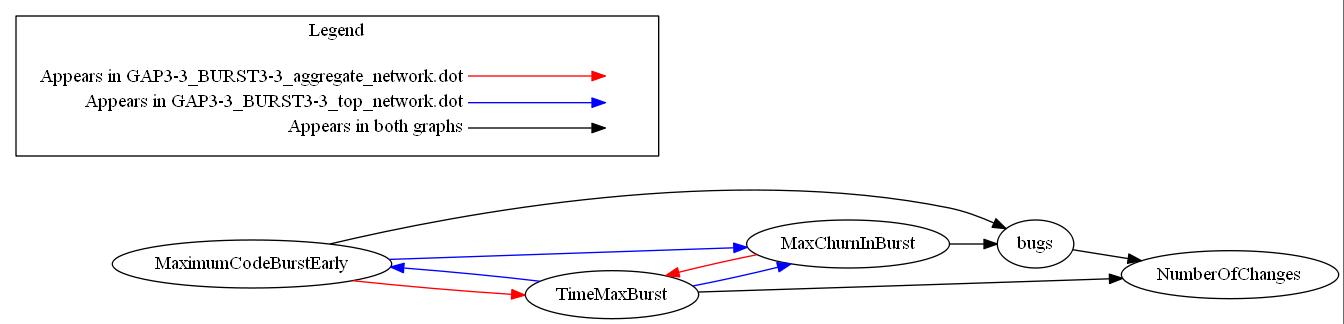 Legend
Appears in GAP3-3_BURST3-3_aggregate_network.dot
Appears in GAP3-3_BURST3-3_top_network.dot
Appears in both graphs
MaxChurnInBurst
bugs
MaximumCodeBurstEarly
NumberOfChanges
TimeMaxBurst